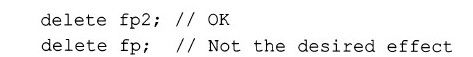 delete fp2; // OK
delete fp;  // Not the desired effect